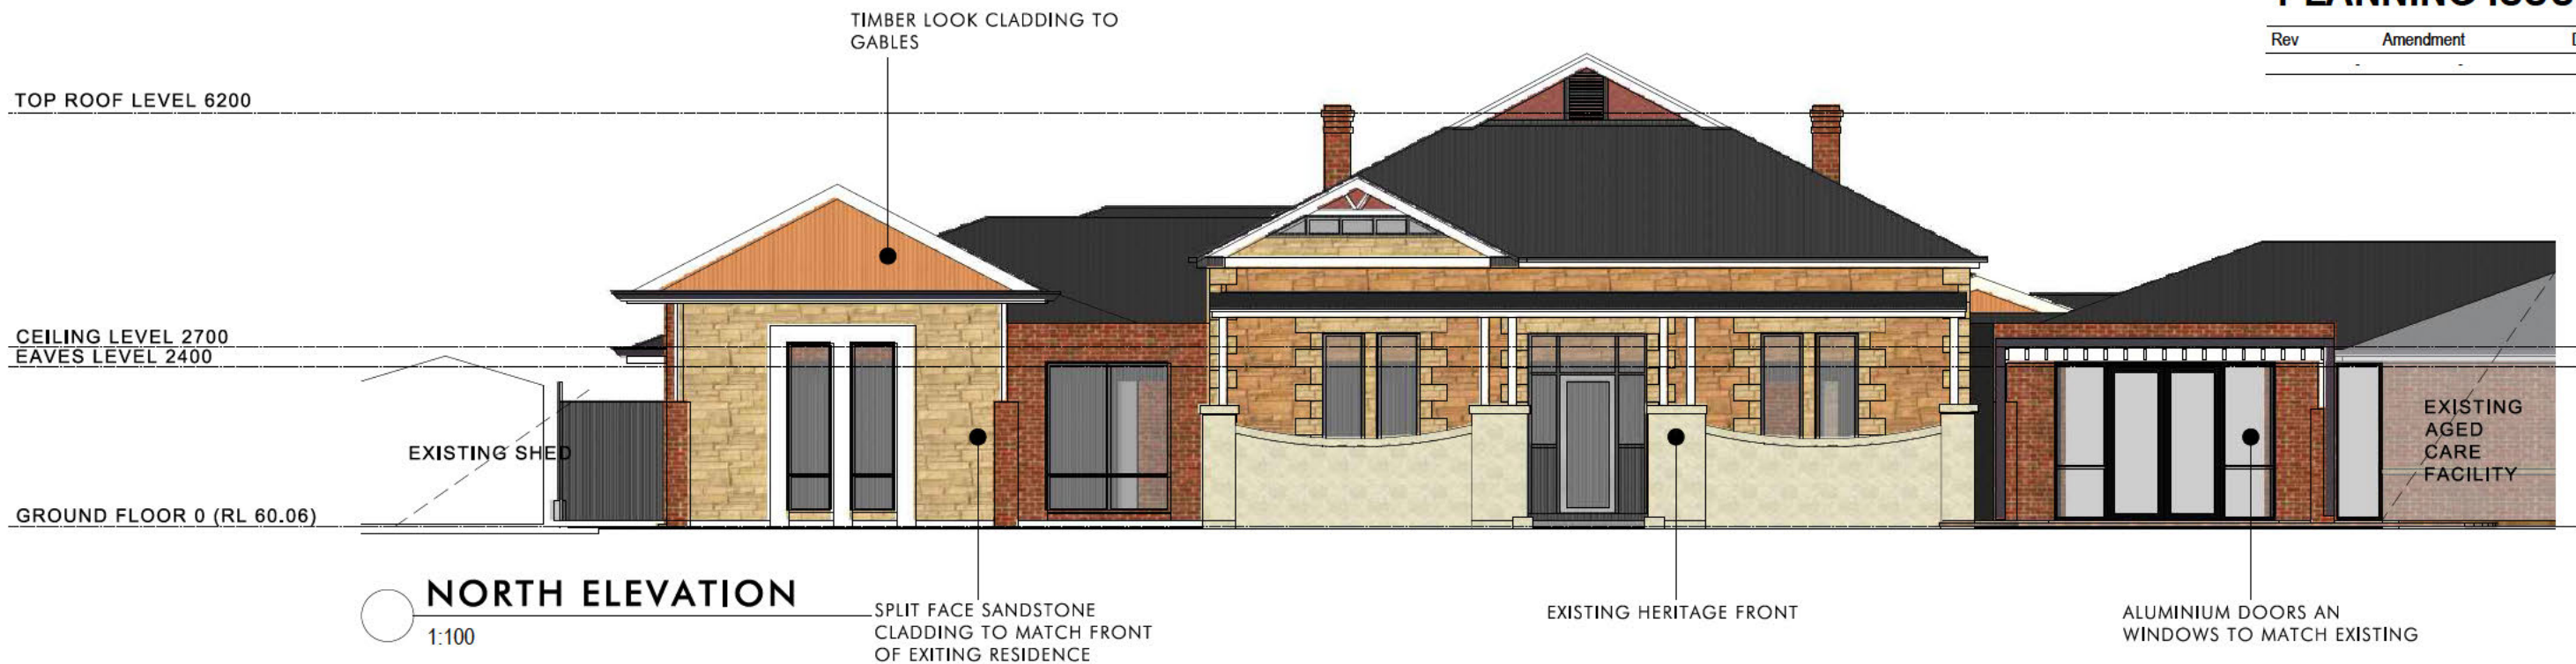 PLANNING ISSU
Rev Amendment D
- -
TIMBER LOOK CLADDING TO
GABLES
TOP ROOF LEVEL 6200
CEILING LEVEL 2700
EAVES LEVEL 2400
EXISTING SHED
EXISTING
AGED
CARE
FACILITY
GROUND FLOOR 0 (RL 60.06)
NORTH ELEVATION
1:100
SPLIT FACE SANDSTONE
CLADDING TO MATCH FRONT
OF EXITING RESIDENCE
EXISTING HERITAGE FRONT
ALUMINIUM DOORS AN
WINDOWS TO MATCH EXISTING